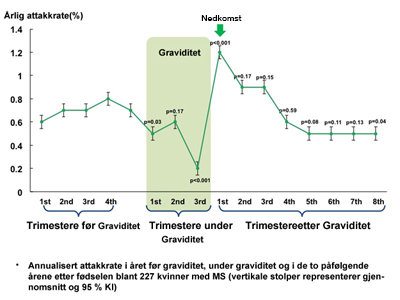 Årlig attakkrate(%)
Nedkomst
1.4
1.2
1
0.8
0.6
0.4
0.2
0
Graviditet
p<0.001
p=0.17
p=0.15
p=0.03
p=0.17
p=0.59
p=0.08
p=0.11
p=0.13
p=0.04
p<0.001
1st 2nd 3rd 4th 1st 2nd 3rd 1st 2nd 3rd 4th 5th 6th 7th 8th
Trimestere før Graviditet
Trimestere under
Graviditet
Trimestereetter Graviditet
* Annualisert attakkrate i året før graviditet, under graviditet og i de to påfølgende
årene etter fødselen blant 227 kvinner med MS (vertikale stolper representerer gjen-
nomsnitt og 95 % KI)